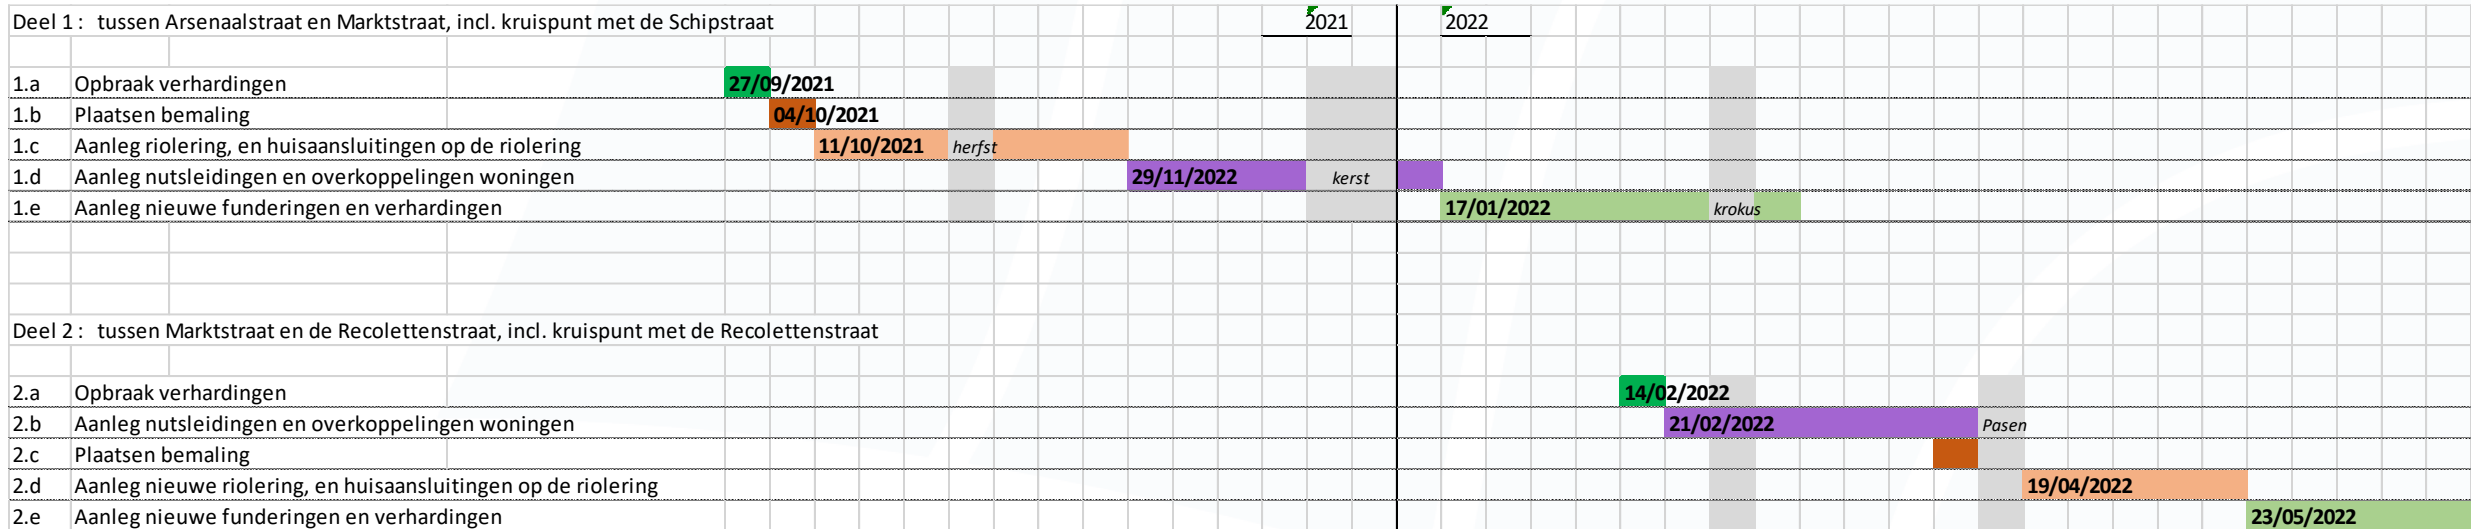 Deel 1 : tussen Arsenaalstraat en Marktstraat, incl. kruispunt met de Schipstraat 2021 2022
1.a Opbraak verhardingen 27/09/2021
1.b Plaatsen bemaling 04/10/2021
1.c Aanleg riolering, en huisaansluitingen op de riolering 11/10/2021 herfst
1.d Aanleg nutsleidingen en overkoppelingen woningen 29/11/2022 kerst
1.e Aanleg nieuwe funderingen en verhardingen 17/01/2022 krokus
Deel 2 : tussen Marktstraat en de Recolettenstraat, incl. kruispunt met de Recolettenstraat
2.a Opbraak verhardingen 14/02/2022
2.b Aanleg nutsleidingen en overkoppelingen woningen 21/02/2022 Pasen
2.c Plaatsen bemaling
2.d Aanleg nieuwe riolering, en huisaansluitingen op de riolering 19/04/2022
2.e Aanleg nieuwe funderingen en verhardingen 23/05/2022